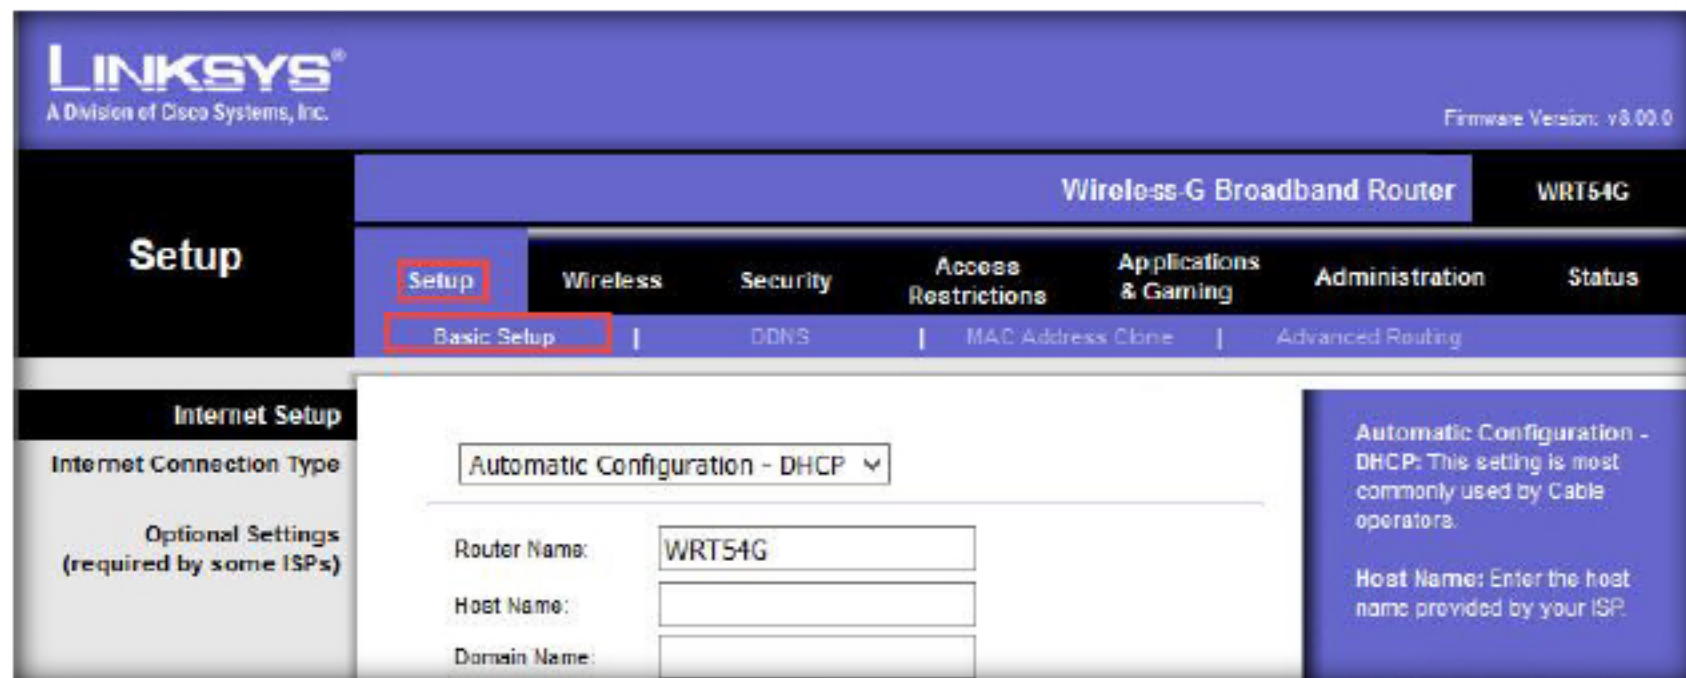 LINKSYS®
A Division of Cisco Systems, Inc.
Firmware Version: v8.00.0
Wireless-G Broadband Router
WRT54G
Setup
Setup
Wireless
Security
Access
Restrictions
Applications
& Gaming
Administration
Status
Basic Setup | DDNS | MAC Address Clone | Advanced Routing
Internet Setup
Internet Connection Type
Automatic Configuration - DHCP
Optional Settings
(required by some ISPs)
Router Name: WRT54G
Host Name:
Domain Name:
Automatic Configuration -
DHCP: This setting is most
commonly used by Cable
operators.
Host Name: Enter the host
name provided by your ISP.